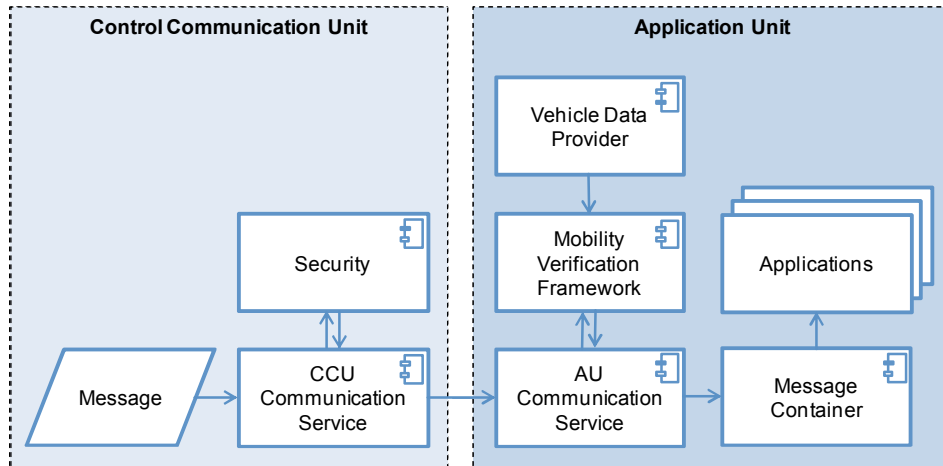 Control Communication Unit
Application Unit
Vehicle Data
Provider
Security
Mobility
Verification
Framework
Applications
Message
CCU
Communication
Service
AU
Communication
Service
Message
Container